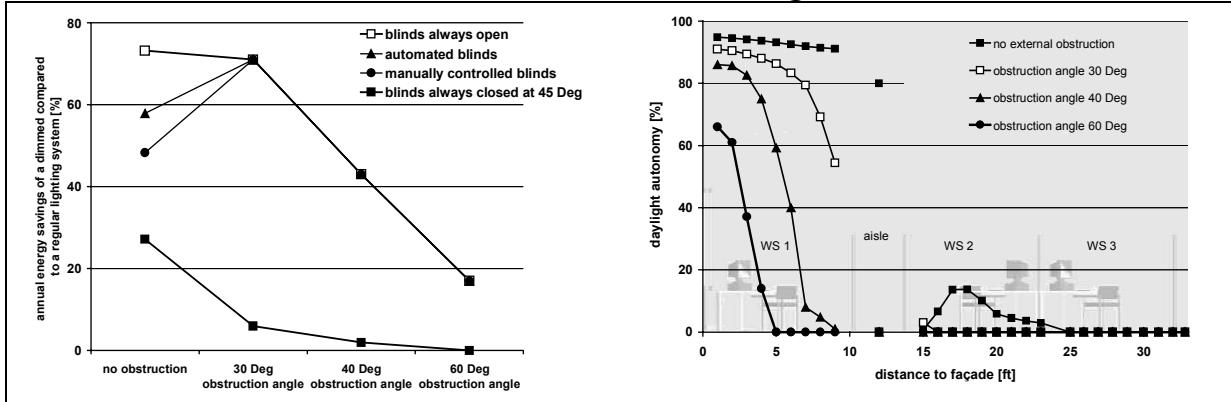 annual energy savings of a dimmed compared
to a regular lighting system [%]
80
60
40
20
0
blinds always open
automated blinds
manually controlled blinds
blinds always closed at 45 Deg
no obstruction
30 Deg
obstruction angle
40 Deg
obstruction angle
60 Deg
obstruction angle
daylight autonomy [%]
100
80
60
40
20
0
no external obstruction
obstruction angle 30 Deg
obstruction angle 40 Deg
obstruction angle 60 Deg
WS 1
aisle
WS 2
WS 3
0 5 10 15 20 25 30
distance to façade [ft]